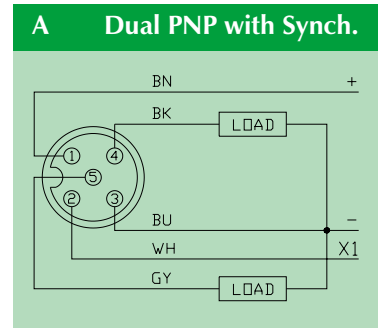 A Dual PNP with Synch.
BN +
BK
LOAD
1 4
5
2 3
BU −
WH X1
GY
LOAD